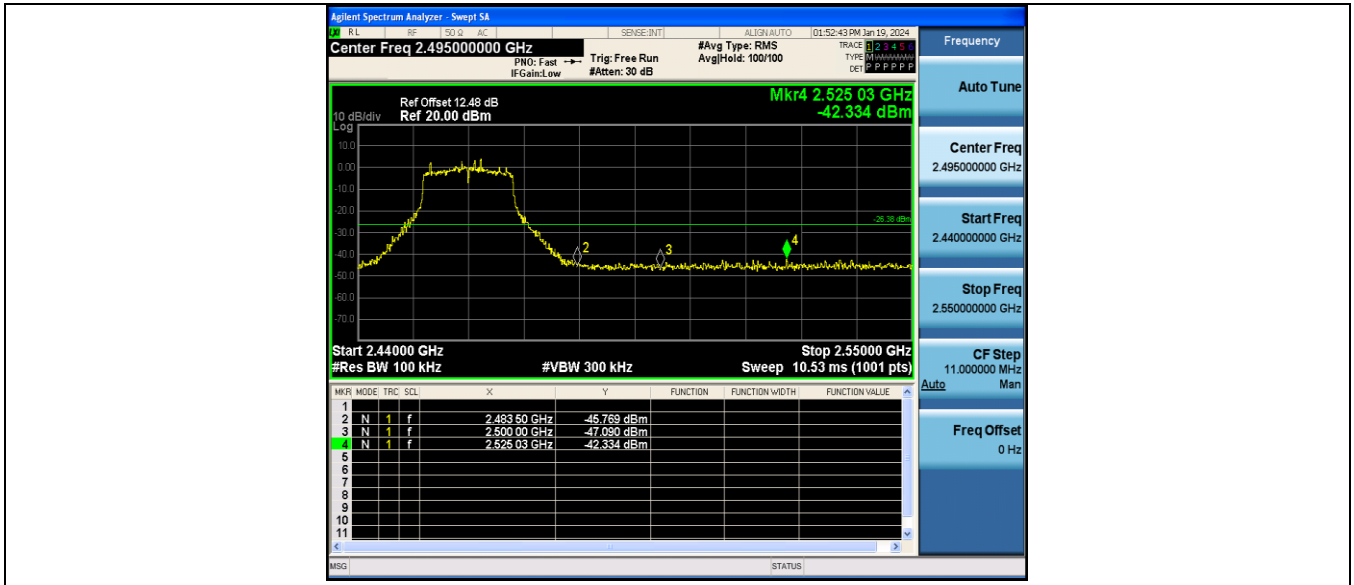 Agilent Spectrum Analyzer - Swept SA
RL RF 50 Ω AC SENSE:INT ALIGN AUTO 01:52:43 PM Jan 19, 2024
Center Freq 2.495000000 GHz
PNO: Fast
IFGain:Low
Trig: Free Run
#Atten: 30 dB
#Avg Type: RMS
Avg|Hold: 100/100
TRACE 1 2 3 4 5 6
TYPE M
DET P P P P P P
Mkr4 2.525 03 GHz
-42.334 dBm
Ref Offset 12.48 dB
10 dB/div Ref 20.00 dBm
Log
10.0
0.00
-10.0
-20.0
-26.38 dBm
-30.0
-40.0
-50.0
-60.0
-70.0
2
3
4
Start 2.44000 GHz Stop 2.55000 GHz
#Res BW 100 kHz #VBW 300 kHz Sweep 10.53 ms (1001 pts)
MKR MODE TRC SCL X Y FUNCTION FUNCTION WIDTH FUNCTION VALUE
1
2 N 1 f 2.483 50 GHz -45.769 dBm
3 N 1 f 2.500 00 GHz -47.090 dBm
4 N 1 f 2.525 03 GHz -42.334 dBm
5
6
7
8
9
10
11
MSG STATUS
Frequency
Auto Tune
Center Freq
2.495000000 GHz
Start Freq
2.440000000 GHz
Stop Freq
2.550000000 GHz
CF Step
11.000000 MHz
Auto Man
Freq Offset
0 Hz